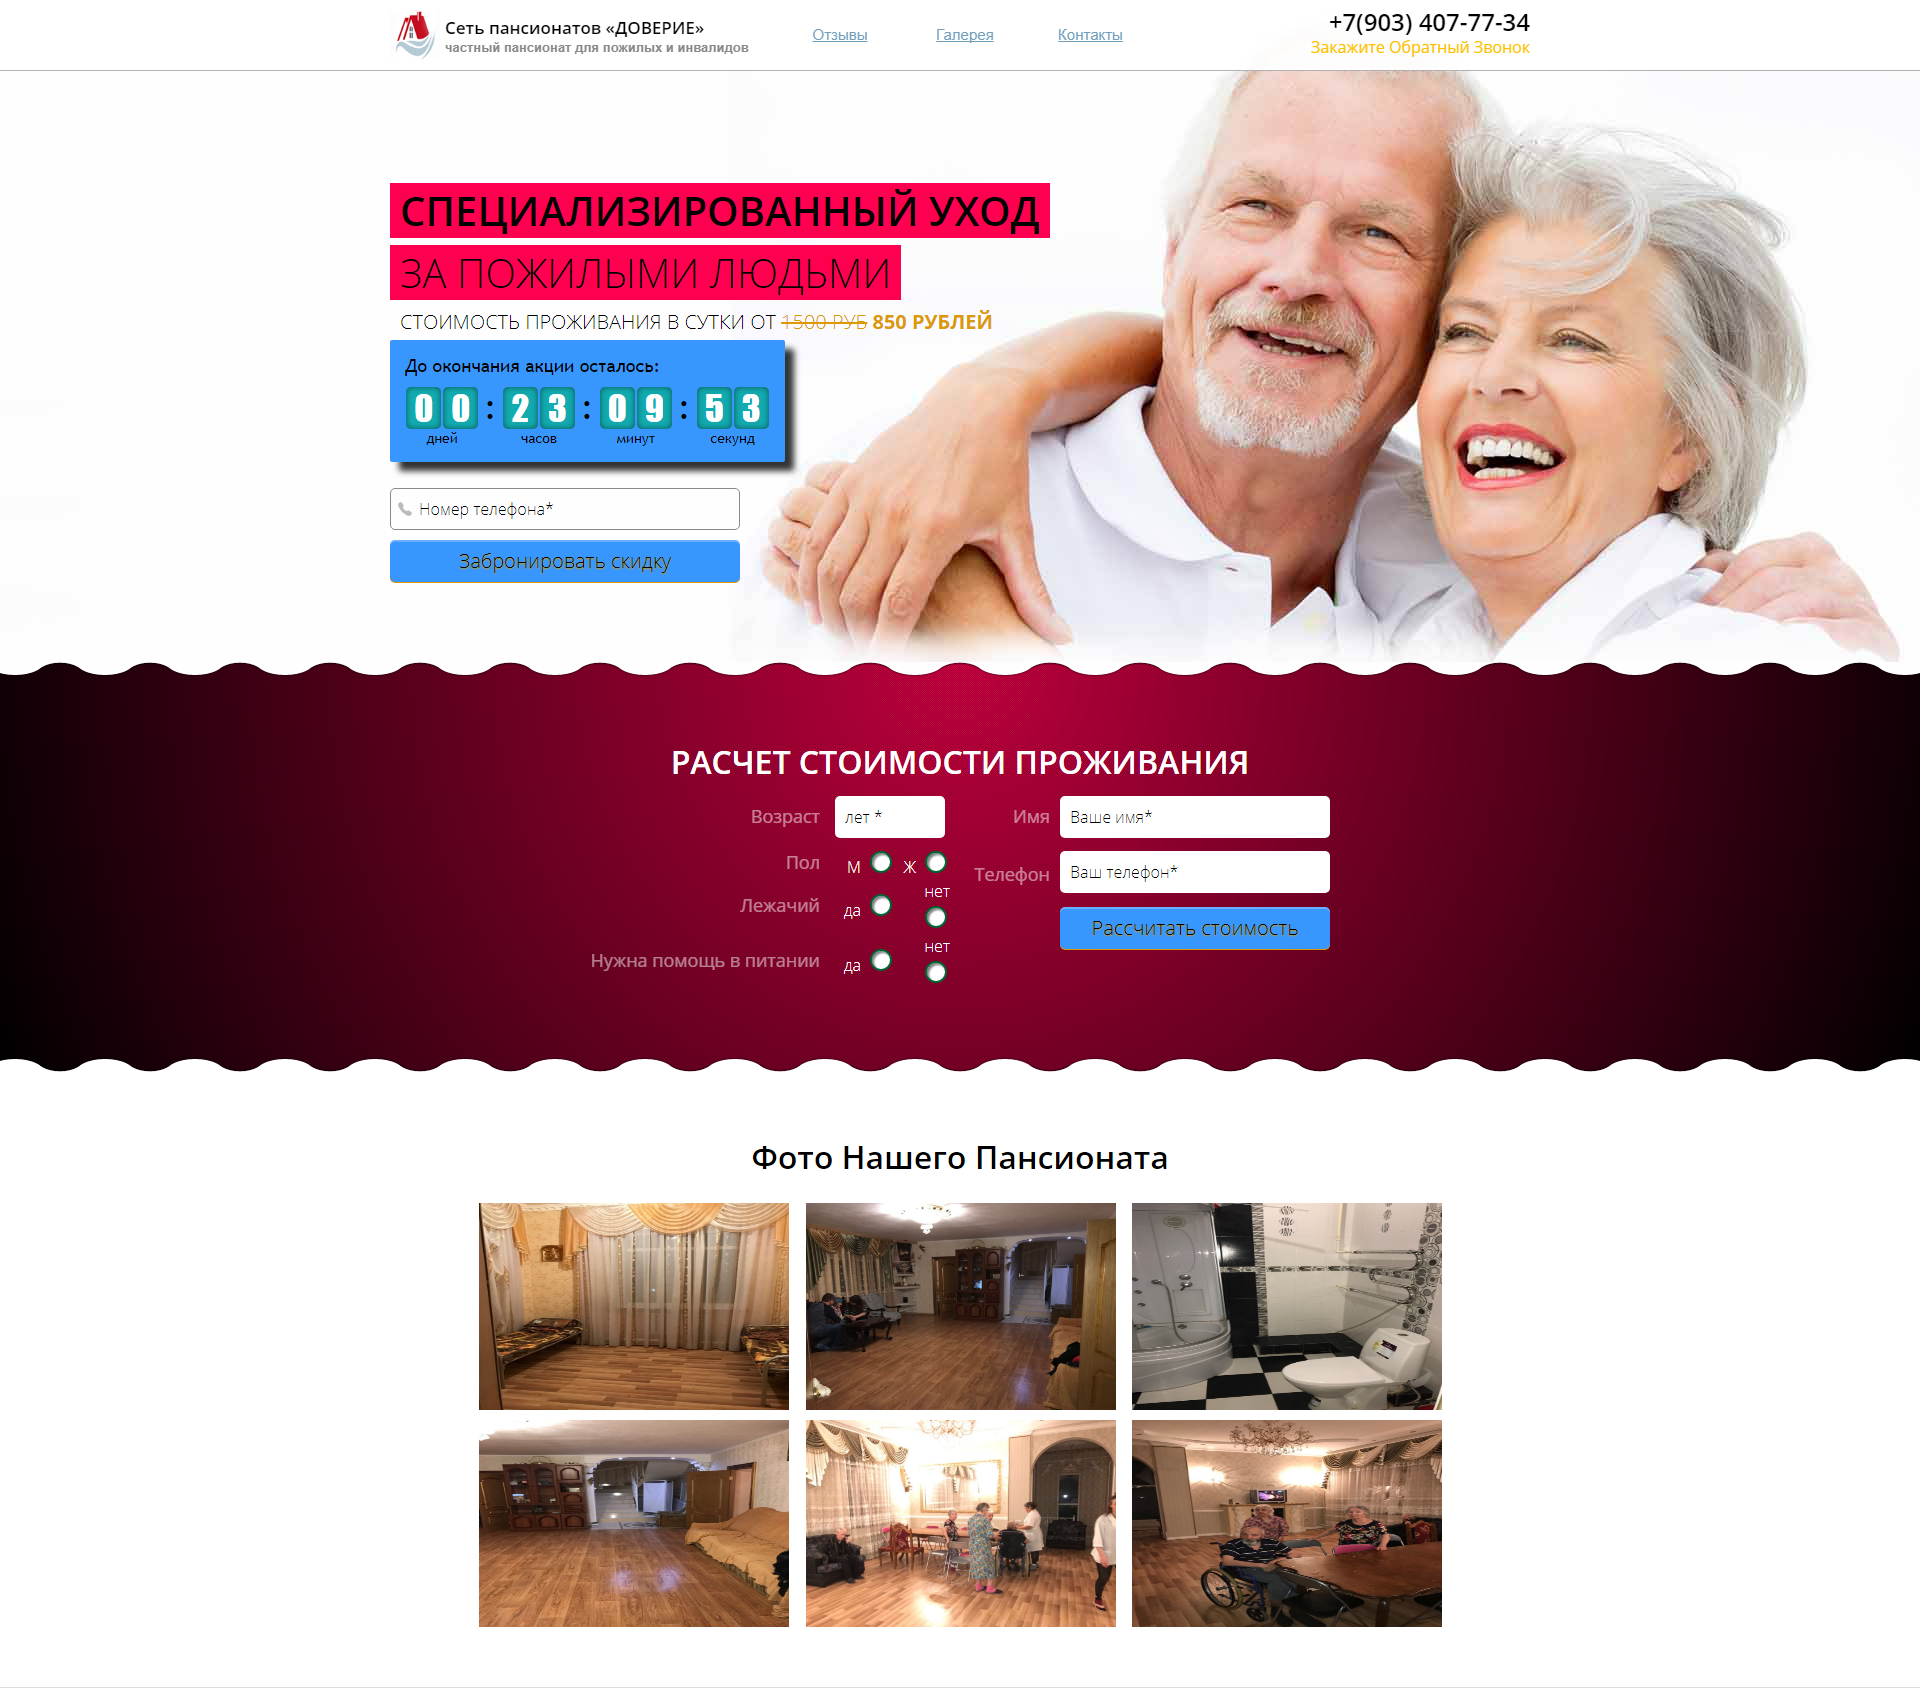 Сеть пансионатов «ДОВЕРИЕ»
частный пансионат для пожилых и инвалидов
Отзывы
Галерея
Контакты
+7(903) 407-77-34
Закажите Обратный Звонок
СПЕЦИАЛИЗИРОВАННЫЙ УХОД
ЗА ПОЖИЛЫМИ ЛЮДЬМИ
СТОИМОСТЬ ПРОЖИВАНИЯ В СУТКИ ОТ 1500 РУБ 850 РУБЛЕЙ
До окончания акции осталось:
00 : 23 : 09 : 53
дней часов минут секунд
Номер телефона*
Забронировать скидку
РАСЧЕТ СТОИМОСТИ ПРОЖИВАНИЯ
Возраст лет *
Имя Ваше имя*
Пол М Ж
Телефон Ваш телефон*
Лежачий да нет
Рассчитать стоимость
Нужна помощь в питании да нет
Фото Нашего Пансионата